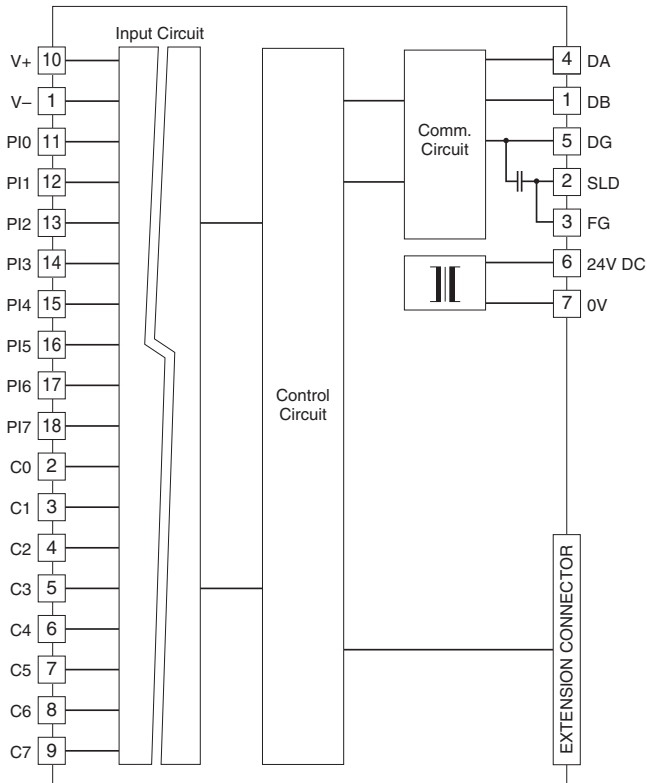 Input Circuit
V+ 10
V– 1
PI0 11
PI1 12
PI2 13
PI3 14
PI4 15
PI5 16
PI6 17
PI7 18
C0 2
C1 3
C2 4
C3 5
C4 6
C5 7
C6 8
C7 9
Control
Circuit
Comm.
Circuit
4 DA
1 DB
5 DG
2 SLD
3 FG
6 24V DC
7 0V
EXTENSION CONNECTOR